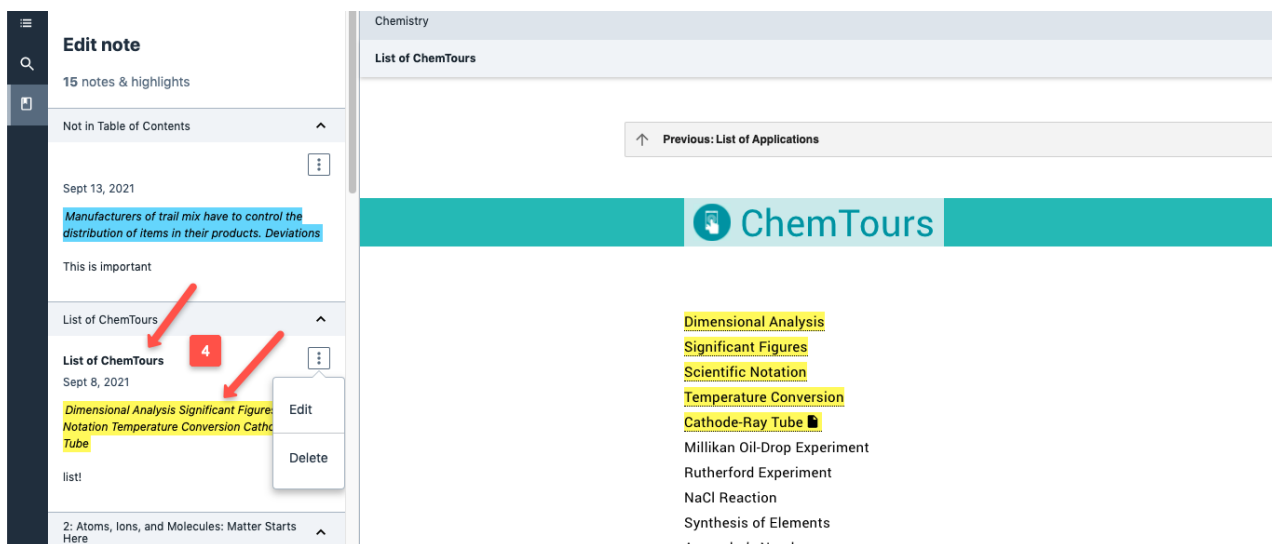 Edit note
15 notes & highlights
Not in Table of Contents
Sept 13, 2021
Manufacturers of trail mix have to control the
distribution of items in their products. Deviations
This is important
List of ChemTours
4
List of ChemTours
Sept 8, 2021
Dimensional Analysis Significant Figures
Notation Temperature Conversion
Tube
list!
Edit
Delete
2: Atoms, Ions, and Molecules: Matter Starts
Here
Chemistry
List of ChemTours
Previous: List of Applications
ChemTours
Dimensional Analysis
Significant Figures
Scientific Notation
Temperature Conversion
Cathode-Ray Tube
Millikan Oil-Drop Experiment
Rutherford Experiment
NaCl Reaction
Synthesis of Elements